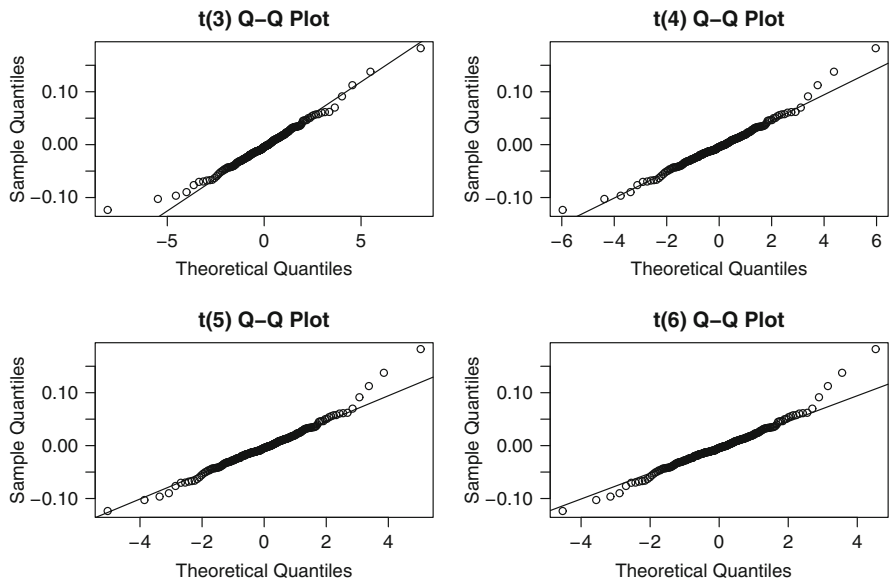 t(3) Q–Q Plot
Sample Quantiles
0.10
0.00
−0.10
−5 0 5
Theoretical Quantiles
t(4) Q–Q Plot
Sample Quantiles
0.10
0.00
−0.10
−6 −4 −2 0 2 4 6
Theoretical Quantiles
t(5) Q–Q Plot
Sample Quantiles
0.10
0.00
−0.10
−4 −2 0 2 4
Theoretical Quantiles
t(6) Q–Q Plot
Sample Quantiles
0.10
0.00
−0.10
−4 −2 0 2 4
Theoretical Quantiles